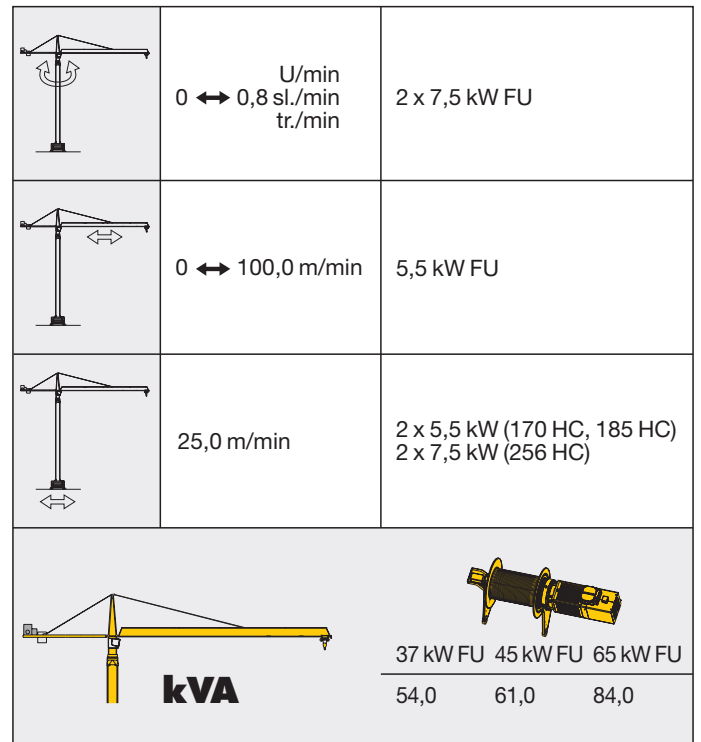 U/min
0 ↔ 0,8 sl./min
tr./min
2 x 7,5 kW FU
0 ↔ 100,0 m/min
5,5 kW FU
25,0 m/min
2 x 5,5 kW (170 HC, 185 HC)
2 x 7,5 kW (256 HC)
kVA
37 kW FU 45 kW FU 65 kW FU
54,0 61,0 84,0